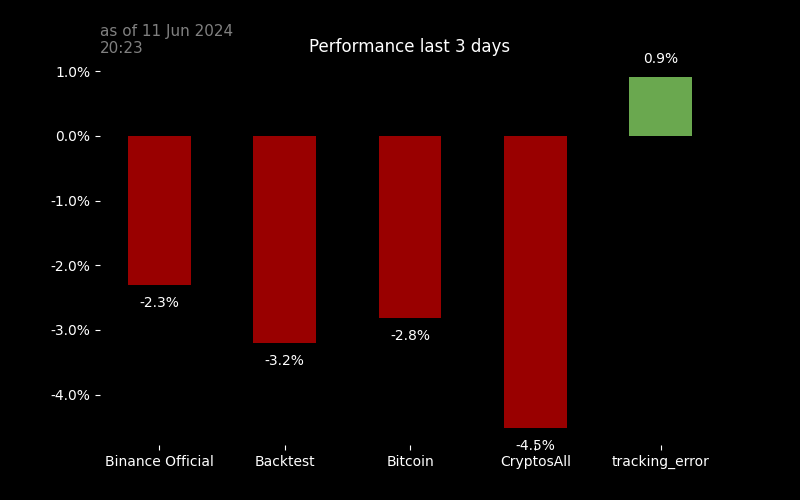 as of 11 Jun 2024
20:23
Performance last 3 days
0.9%
1.0%
0.0%
-1.0%
-2.0%
-3.0%
-4.0%
-2.3%
-3.2%
-2.8%
-4.5%
Binance Official
Backtest
Bitcoin
CryptosAll
tracking_error